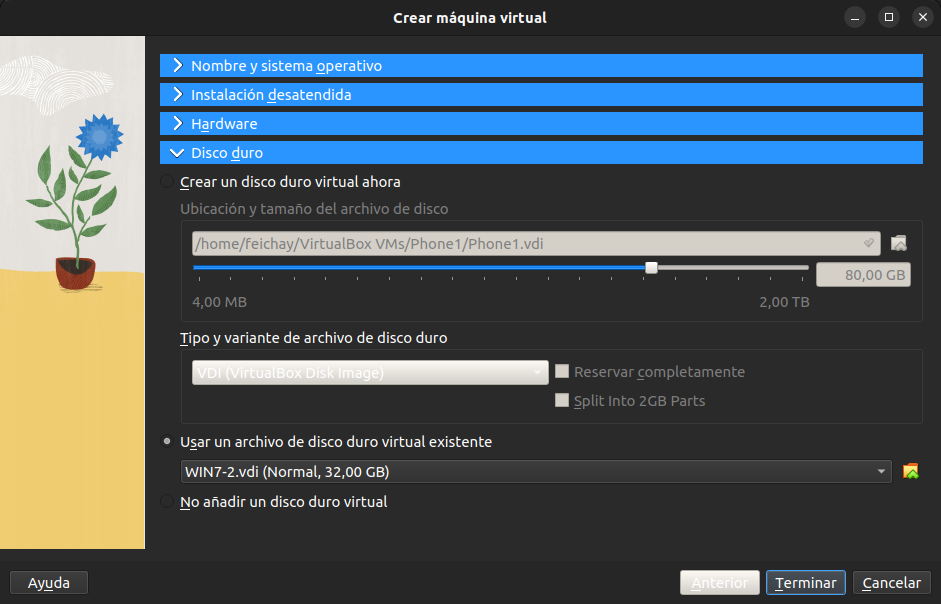 Crear máquina virtual
Nombre y sistema operativo
Instalación desatendida
Hardware
Disco duro
Crear un disco duro virtual ahora
Ubicación y tamaño del archivo de disco
/home/feichay/VirtualBox VMs/Phone1/Phone1.vdi
80,00 GB
4,00 MB 2,00 TB
Tipo y variante de archivo de disco duro
VDI (VirtualBox Disk Image) Reservar completamente
Split Into 2GB Parts
Usar un archivo de disco duro virtual existente
WIN7-2.vdi (Normal, 32,00 GB)
No añadir un disco duro virtual
Ayuda Anterior Terminar Cancelar